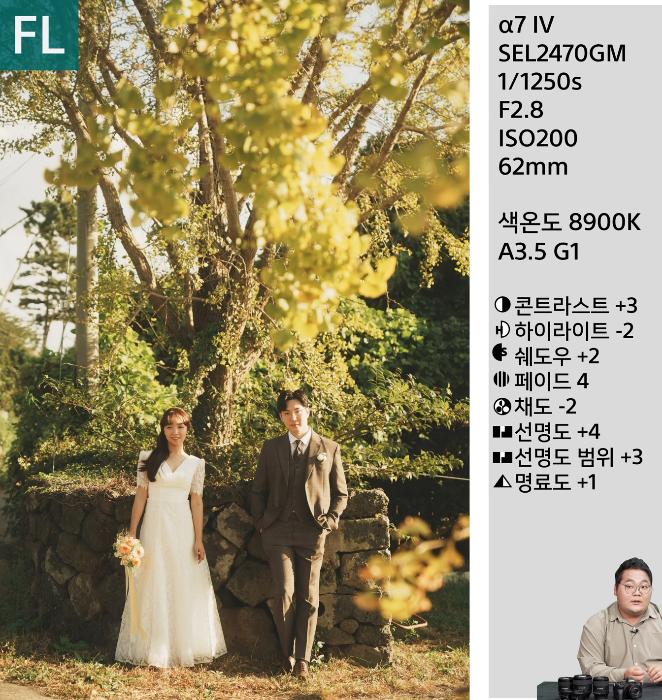 FL
α7 IV
SEL2470GM
1/1250s
F2.8
ISO200
62mm
색온도 8900K
A3.5 G1
콘트라스트 +3
하이라이트 -2
쉐도우 +2
페이드 4
채도 -2
선명도 +4
선명도 범위 +3
명료도 +1